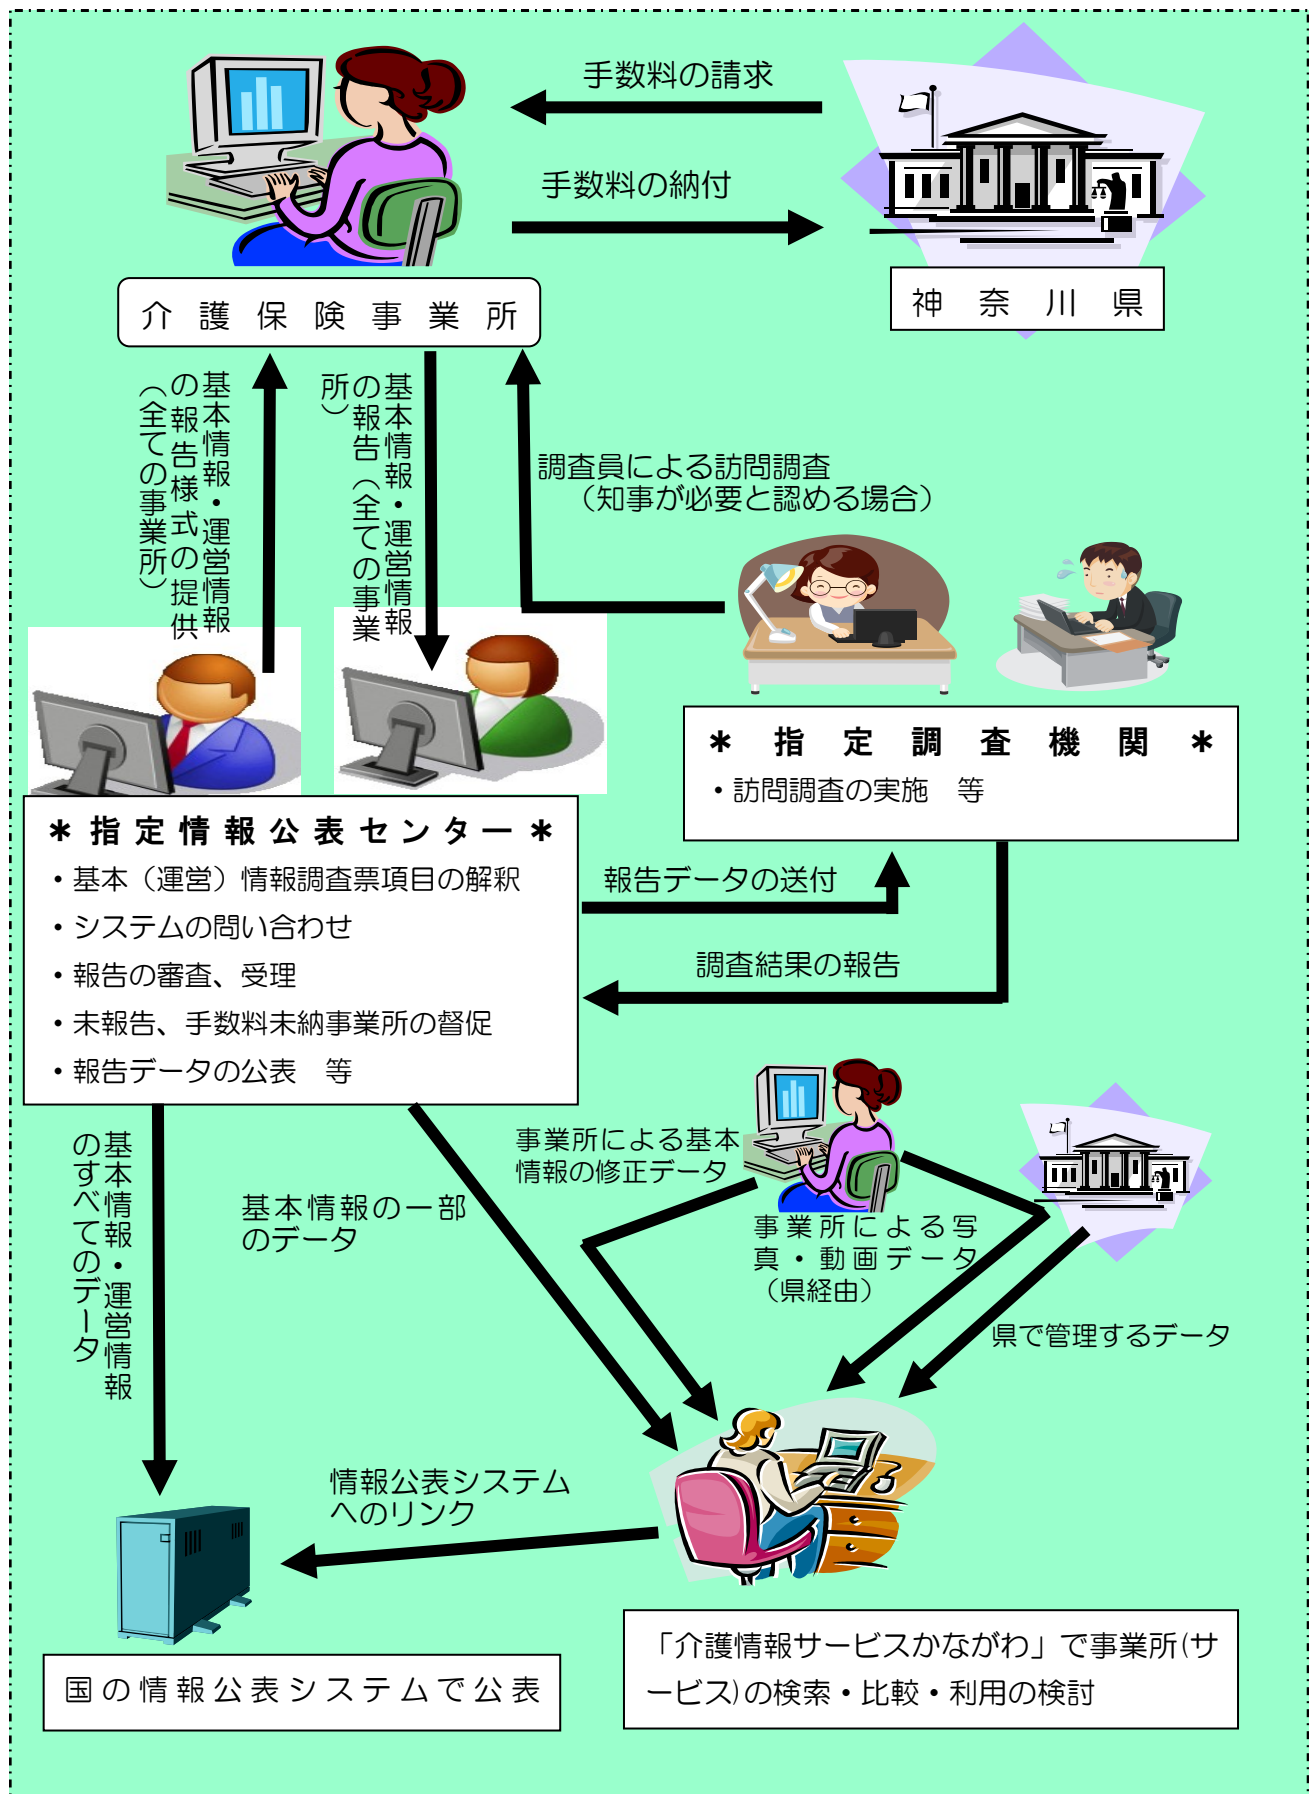 手数料の請求
手数料の納付
介護保険事業所
神奈川県
基本情報・運営情報
の報告様式の提供
（全ての事業所）
基本情報・運営情報
の報告（全ての事業
所）
調査員による訪問調査
（知事が必要と認める場合）
＊指定調査機関＊
・訪問調査の実施　等
＊指定情報公表センター＊
・基本（運営）情報調査票項目の解釈
・システムの問い合わせ
・報告の審査、受理
・未報告、手数料未納事業所の督促
・報告データの公表　等
報告データの送付
調査結果の報告
基本情報・運営情報
のすべてのデータ
基本情報の一部
のデータ
事業所による基本
情報の修正データ
事業所による写
真・動画データ
（県経由）
県で管理するデータ
情報公表システム
へのリンク
国の情報公表システムで公表
「介護情報サービスかながわ」で事業所(サ
ービス)の検索・比較・利用の検討